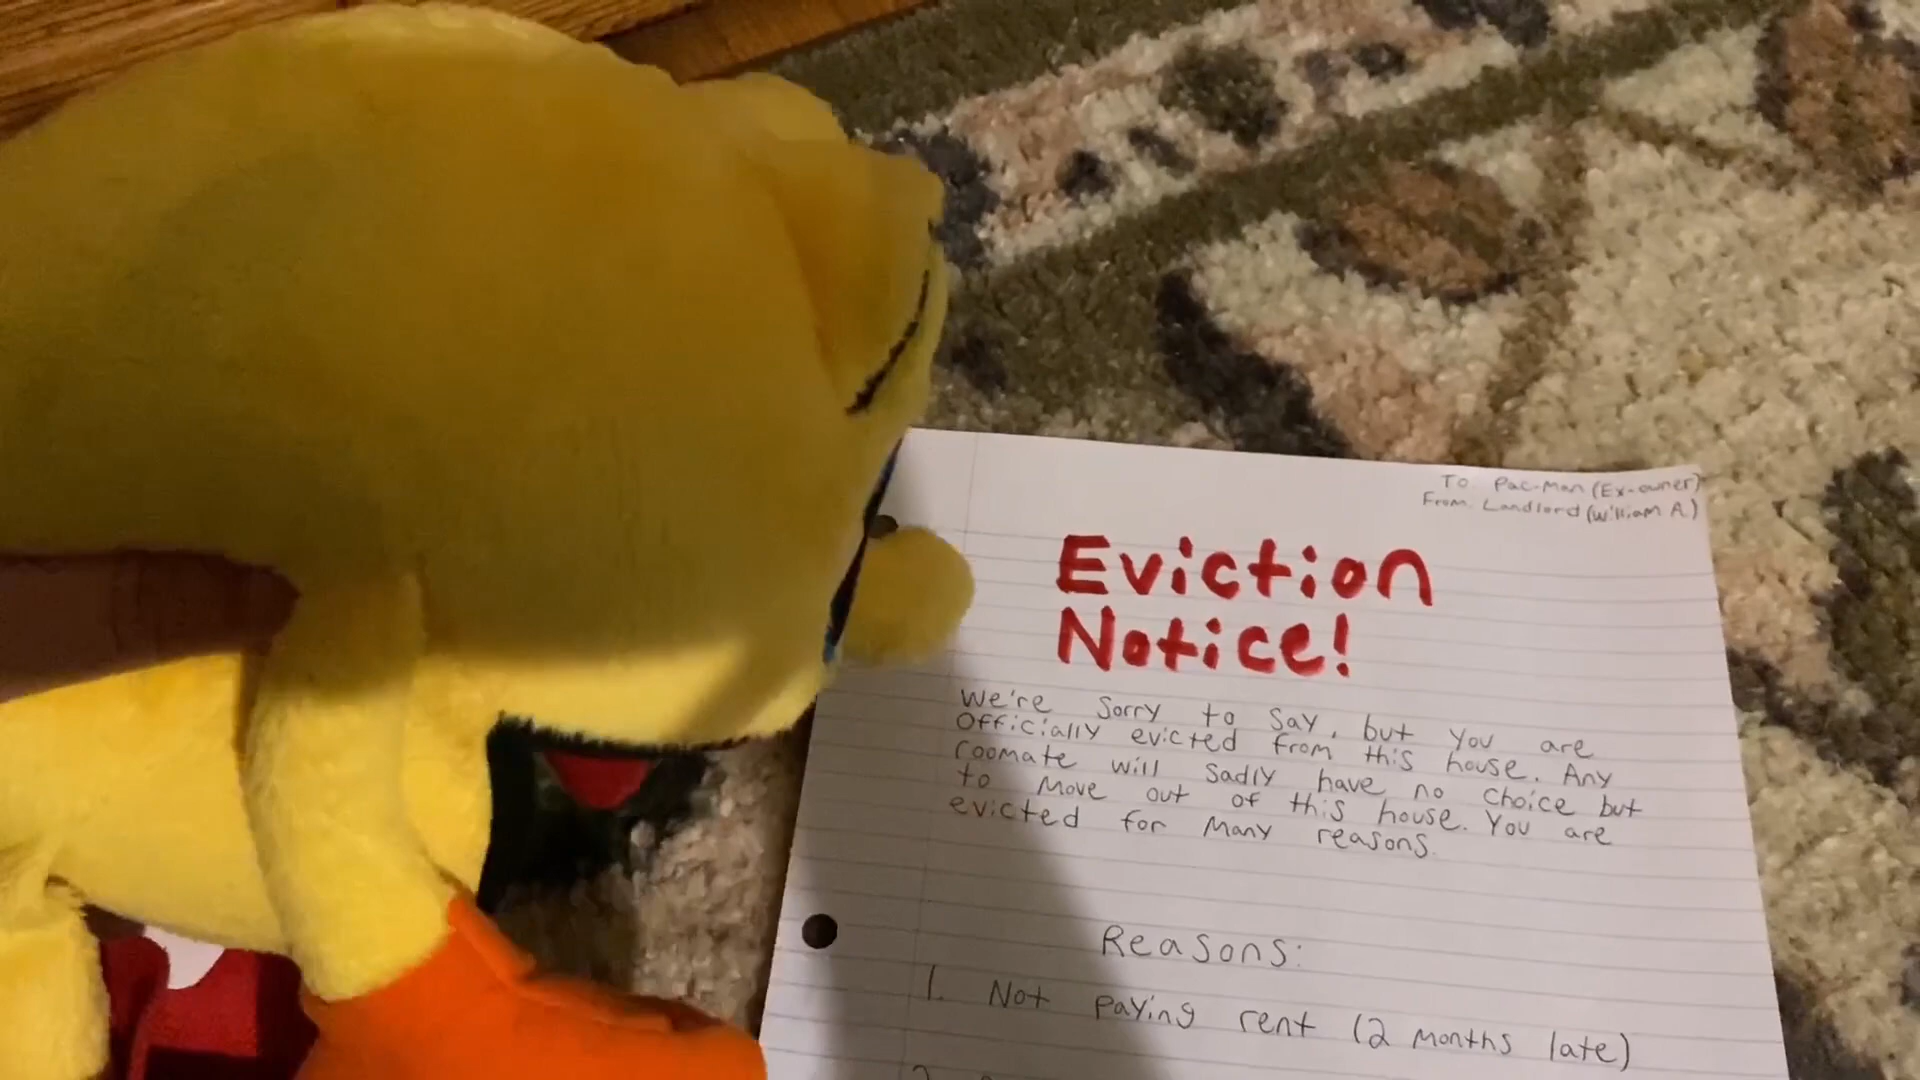 To Pac-Man (Ex-owner)
From Landlord (William A.)
Eviction
Notice!
We're sorry to say, but you are
Officially evicted from this house. Any
roomate will sadly have no choice but
to move out of this house. You are
evicted for many reasons.
Reasons:
1. Not paying rent (2 months late)